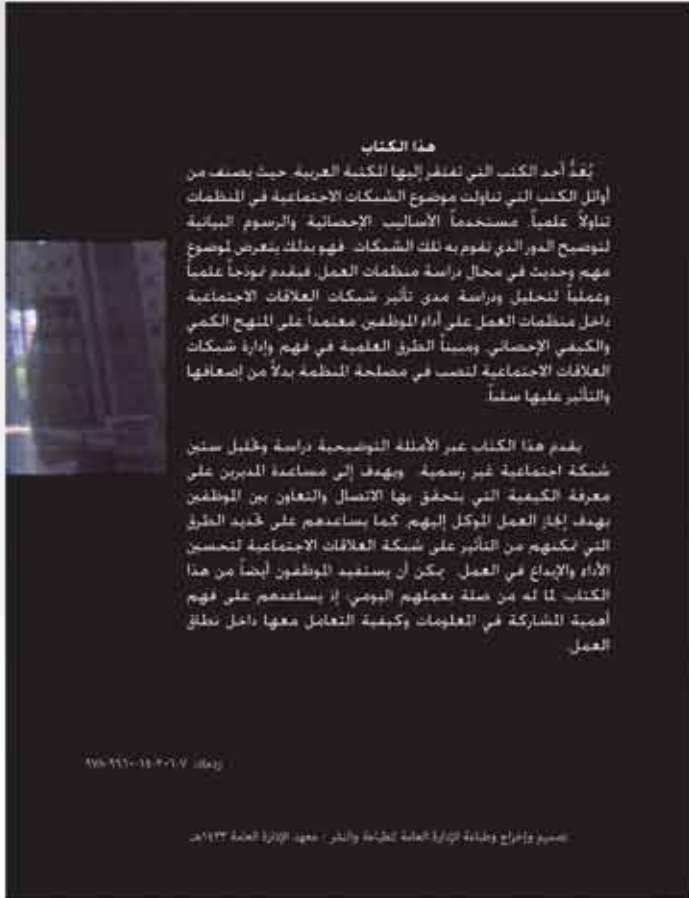 هذا الكتاب
يُعَدُّ أحد الكتب التي تفتقر إليها المكتبة العربية، حيث يصنف من
أوائل الكتب التي تناولت موضوع الشبكات الاجتماعية في المنظمات
تناولاً علمياً، مستخدماً الأساليب الإحصائية والرسوم البيانية
لتوضيح الدور الذي تقوم به تلك الشبكات. فهو بذلك يتعرض لموضوع
مهم وحديث في مجال دراسة منظمات العمل، فيقدم نموذجاً علمياً
وعملياً لتحليل ودراسة مدى تأثير شبكات العلاقات الاجتماعية
داخل منظمات العمل على أداء الموظفين معتمداً على المنهج الكمي
والكيفي الإحصائي، ومبيناً الطرق العلمية في فهم وإدارة شبكات
العلاقات الاجتماعية لتصب في مصلحة المنظمة بدلاً من إضعافها
والتأثير عليها سلباً.
يقدم هذا الكتاب عبر الأمثلة التوضيحية دراسة وتحليل ستين
شبكة اجتماعية غير رسمية. ويهدف إلى مساعدة المديرين على
معرفة الكيفية التي يتحقق بها الاتصال والتعاون بين الموظفين
بهدف إنجاز العمل الموكل إليهم. كما يساعدهم على تحديد الطرق
التي تمكنهم من التأثير على شبكة العلاقات الاجتماعية لتحسين
الأداء والإبداع في العمل. يمكن أن يستفيد الموظفون أيضاً من هذا
الكتاب، لما له من صلة بعملهم اليومي، إذ يساعدهم على فهم
أهمية المشاركة في المعلومات وكيفية التعامل معها داخل نطاق
العمل.
ردمك: ٧-٢٠٦-١٤-٩٩٦٠-٩٧٨
تصميم وإخراج وطباعة الإدارة العامة للطباعة والنشر - معهد الإدارة العامة ١٤٣٣هـ